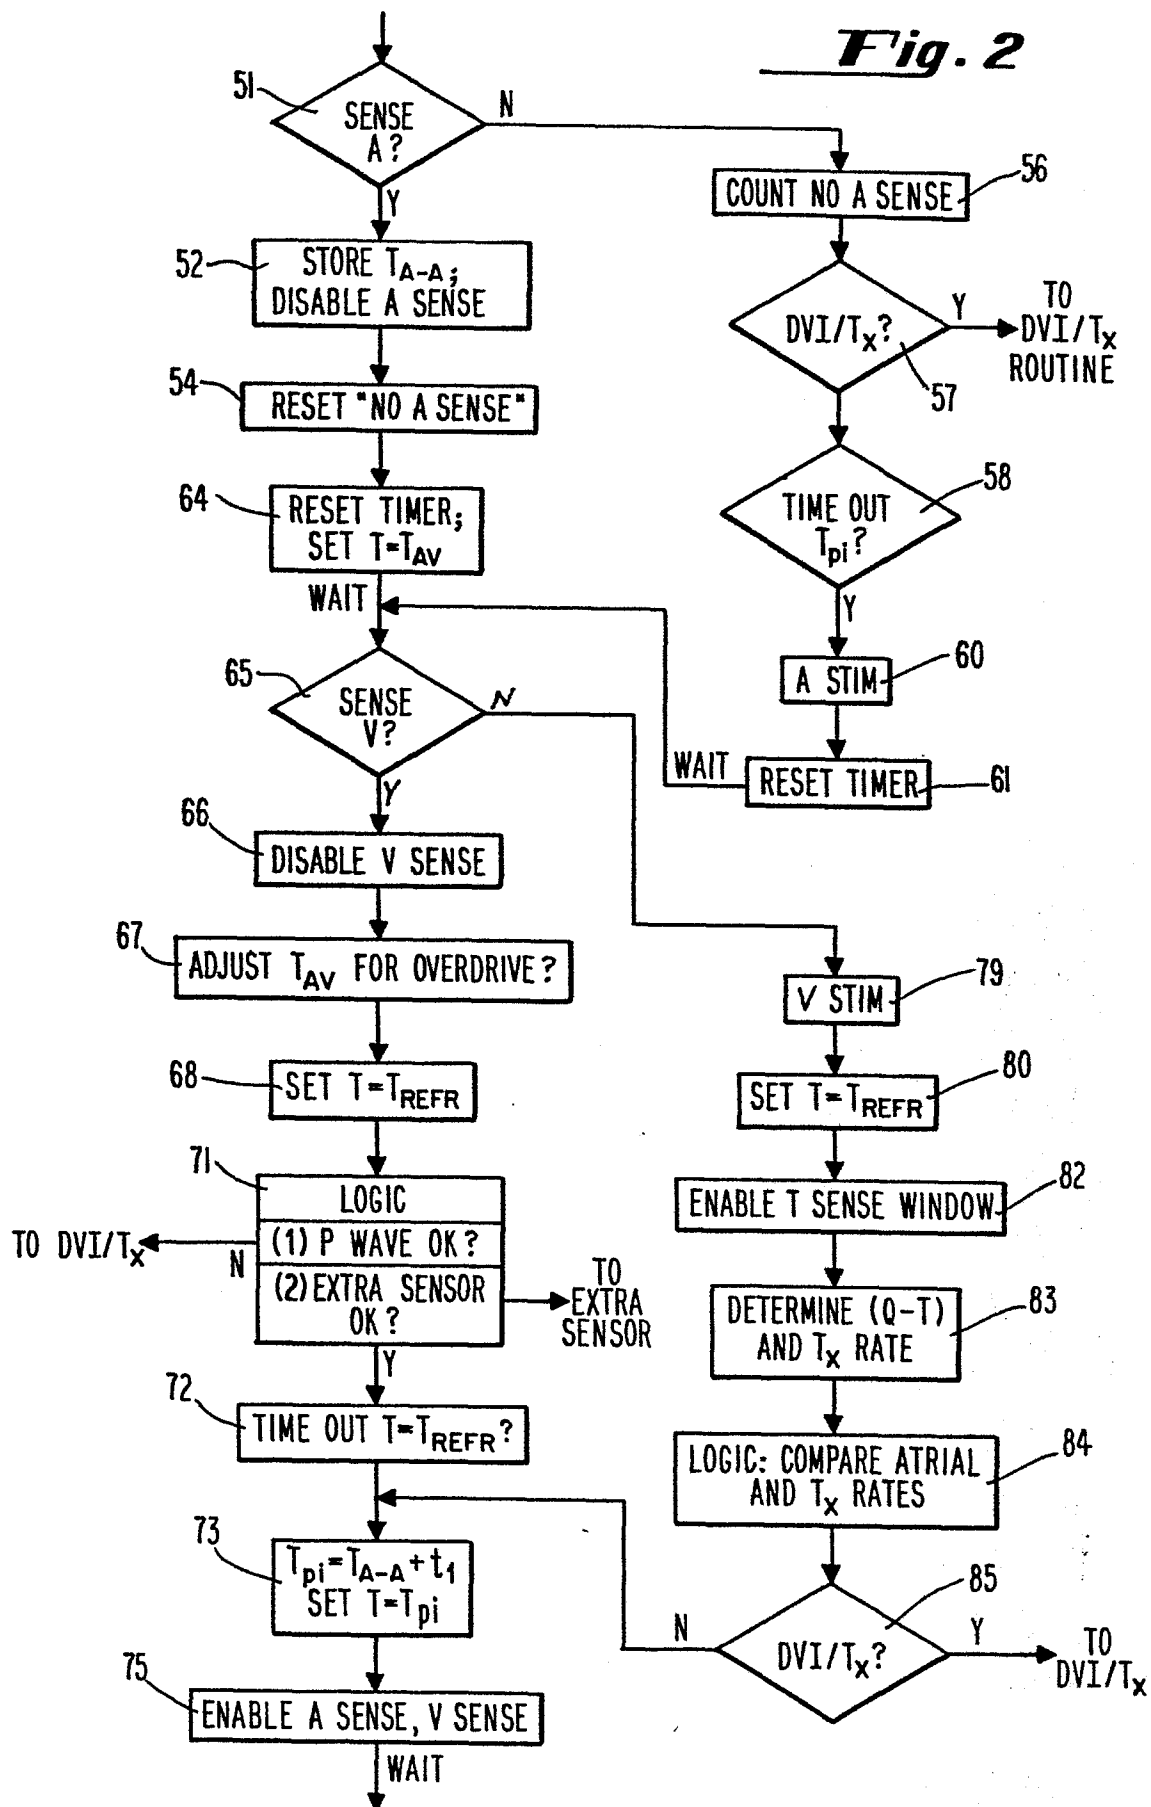 Fig. 2
51
SENSE
A?
N
Y
56
COUNT NO A SENSE
52
STORE TA-A;
DISABLE A SENSE
DVI/Tx?
57
Y
TO
DVI/Tx
ROUTINE
54
RESET "NO A SENSE"
58
TIME OUT
Tpi?
Y
64
RESET TIMER;
SET T=TAV
WAIT
60
A STIM
65
SENSE
V?
N
Y
WAIT
RESET TIMER
61
66
DISABLE V SENSE
67
ADJUST TAV FOR OVERDRIVE?
79
V STIM
68
SET T=TREFR
80
SET T=TREFR
71
LOGIC
(1) P WAVE OK?
(2) EXTRA SENSOR
OK?
TO DVI/Tx
N
TO
EXTRA
SENSOR
Y
82
ENABLE T SENSE WINDOW
83
DETERMINE (Q-T)
AND Tx RATE
72
TIME OUT T=TREFR?
84
LOGIC: COMPARE ATRIAL
AND Tx RATES
73
Tpi=TA-A+t1
SET T=Tpi
85
DVI/Tx?
N
Y
TO
DVI/Tx
75
ENABLE A SENSE, V SENSE
WAIT